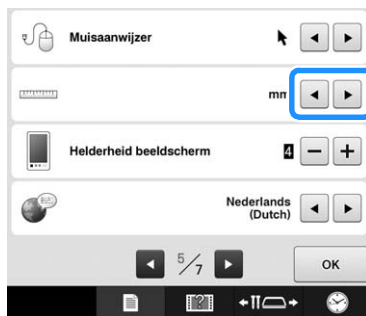 Muisaanwijzer
mm
Helderheid beeldscherm 4
Nederlands
(Dutch)
5/7
OK